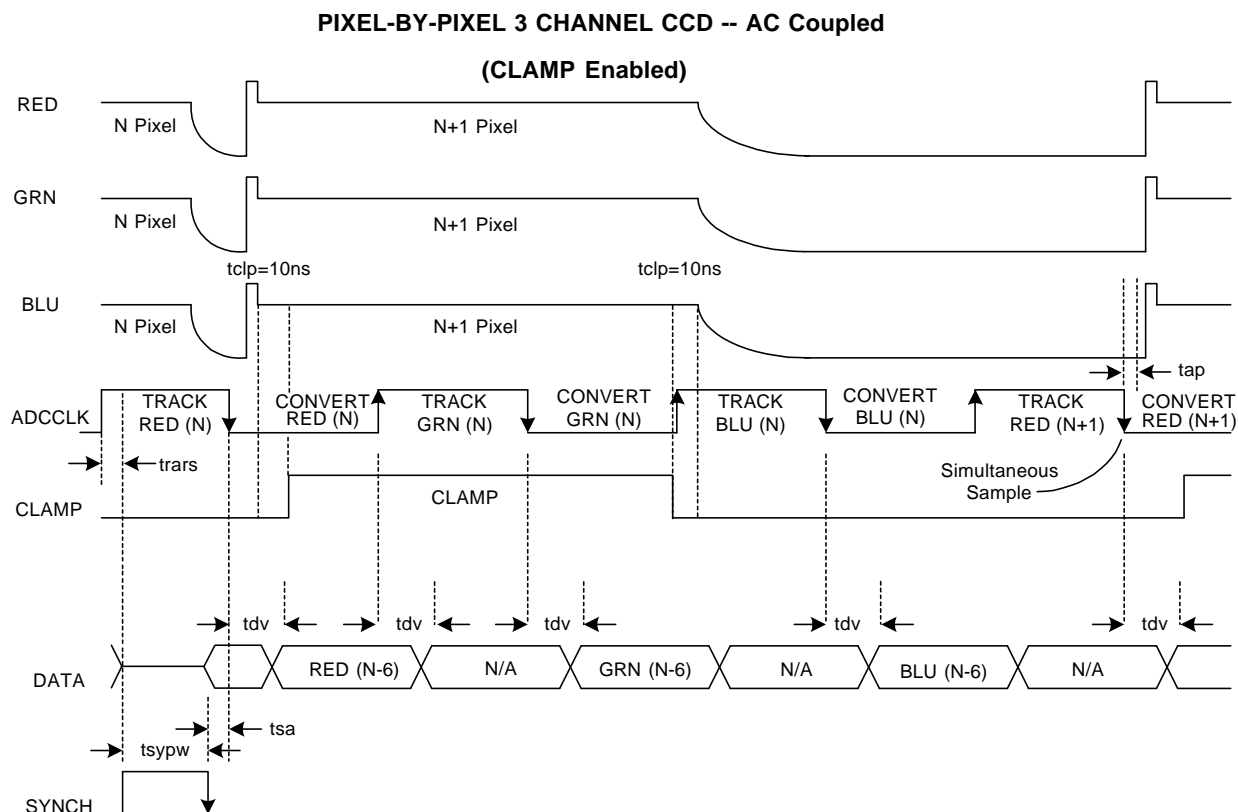 PIXEL-BY-PIXEL 3 CHANNEL CCD -- AC Coupled
(CLAMP Enabled)
RED
N Pixel
N+1 Pixel
GRN
N Pixel
N+1 Pixel
tclp=10ns
tclp=10ns
BLU
N Pixel
N+1 Pixel
tap
ADCCLK
TRACK
RED (N)
CONVERT
RED (N)
TRACK
GRN (N)
CONVERT
GRN (N)
TRACK
BLU (N)
CONVERT
BLU (N)
TRACK
RED (N+1)
CONVERT
RED (N+1)
trars
Simultaneous
Sample
CLAMP
CLAMP
tdv
tdv
tdv
tdv
tdv
DATA
RED (N-6)
N/A
GRN (N-6)
N/A
BLU (N-6)
N/A
tsa
tsypw
SYNCH